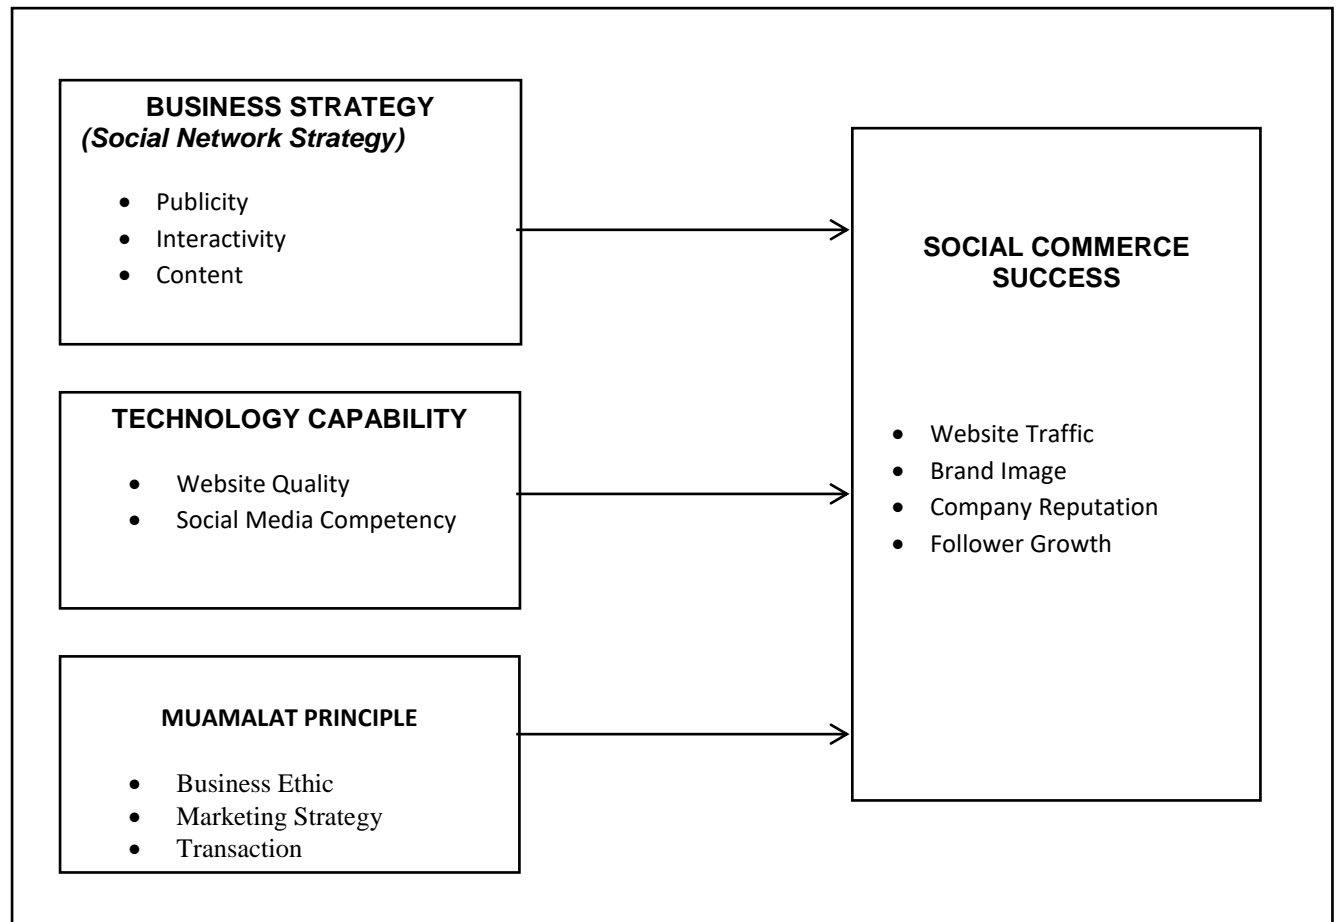 BUSINESS STRATEGY
(Social Network Strategy)
• Publicity
• Interactivity
• Content
TECHNOLOGY CAPABILITY
• Website Quality
• Social Media Competency
MUAMALAT PRINCIPLE
• Business Ethic
• Marketing Strategy
• Transaction
SOCIAL COMMERCE
SUCCESS
• Website Traffic
• Brand Image
• Company Reputation
• Follower Growth